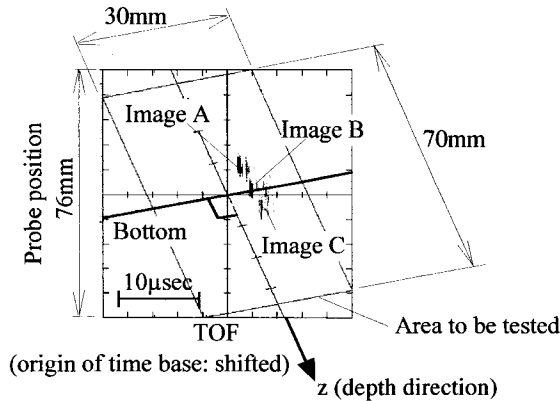 30mm
Image A
Image B
70mm
Probe position
76mm
Bottom
Image C
10μsec
TOF
Area to be tested
(origin of time base: shifted)
z (depth direction)